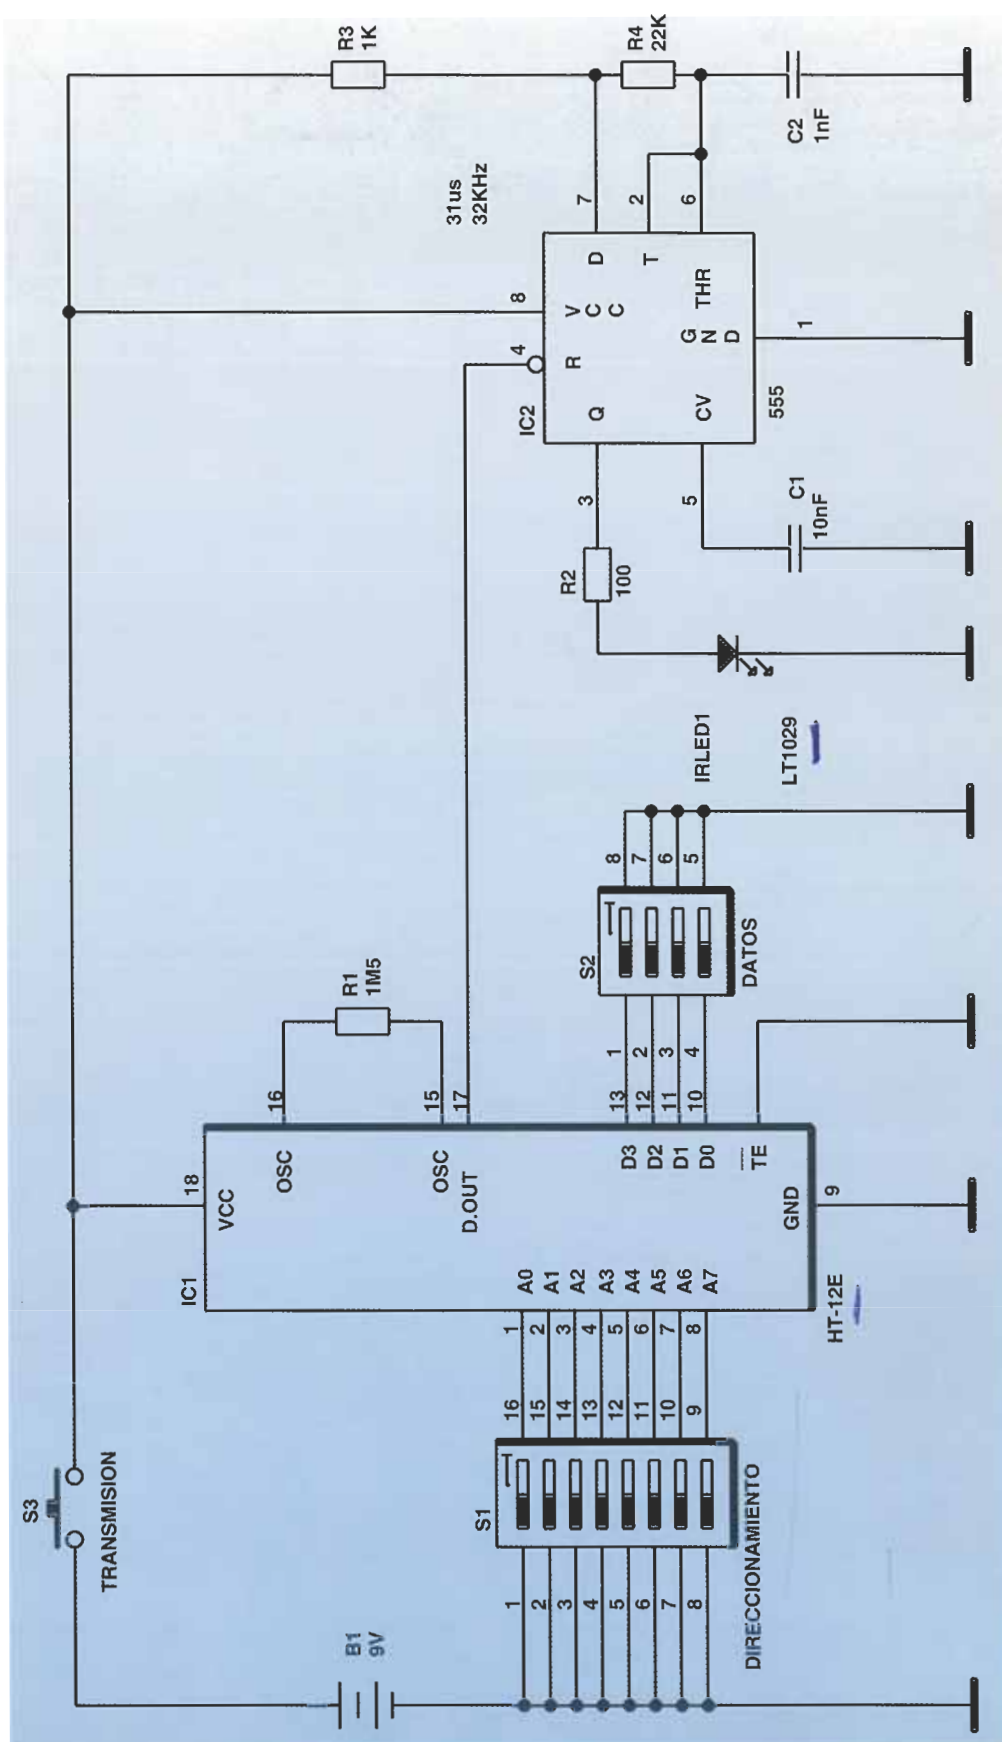 S3
TRANSMISION
B1
9V
S1
DIRECCIONAMIENTO
1
2
3
4
5
6
7
8
16
15
14
13
12
11
10
9
1
2
3
4
5
6
7
8
IC1
HT-12E
A0
A1
A2
A3
A4
A5
A6
A7
VCC
18
OSC
16
OSC
15
D.OUT
17
D3
D2
D1
D0
TE
GND
9
13
12
11
10
1
2
3
4
R1
1M5
S2
DATOS
8
7
6
5
IRLED1
LT1029
R2
100
3
5
C1
10nF
IC2
555
Q
CV
R
4
VCC
8
GND
1
D
T
THR
7
2
6
31us
32KHz
R3
1K
R4
22K
C2
1nF